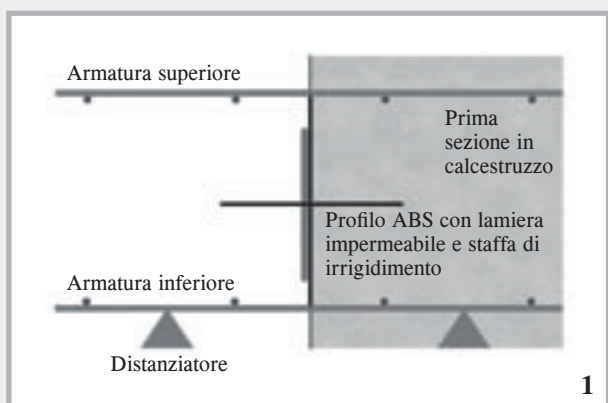 Armatura superiore
Prima
sezione in
calcestruzzo
Profilo ABS con lamiera
impermeabile e staffa di
irrigidimento
Armatura inferiore
Distanziatore
1